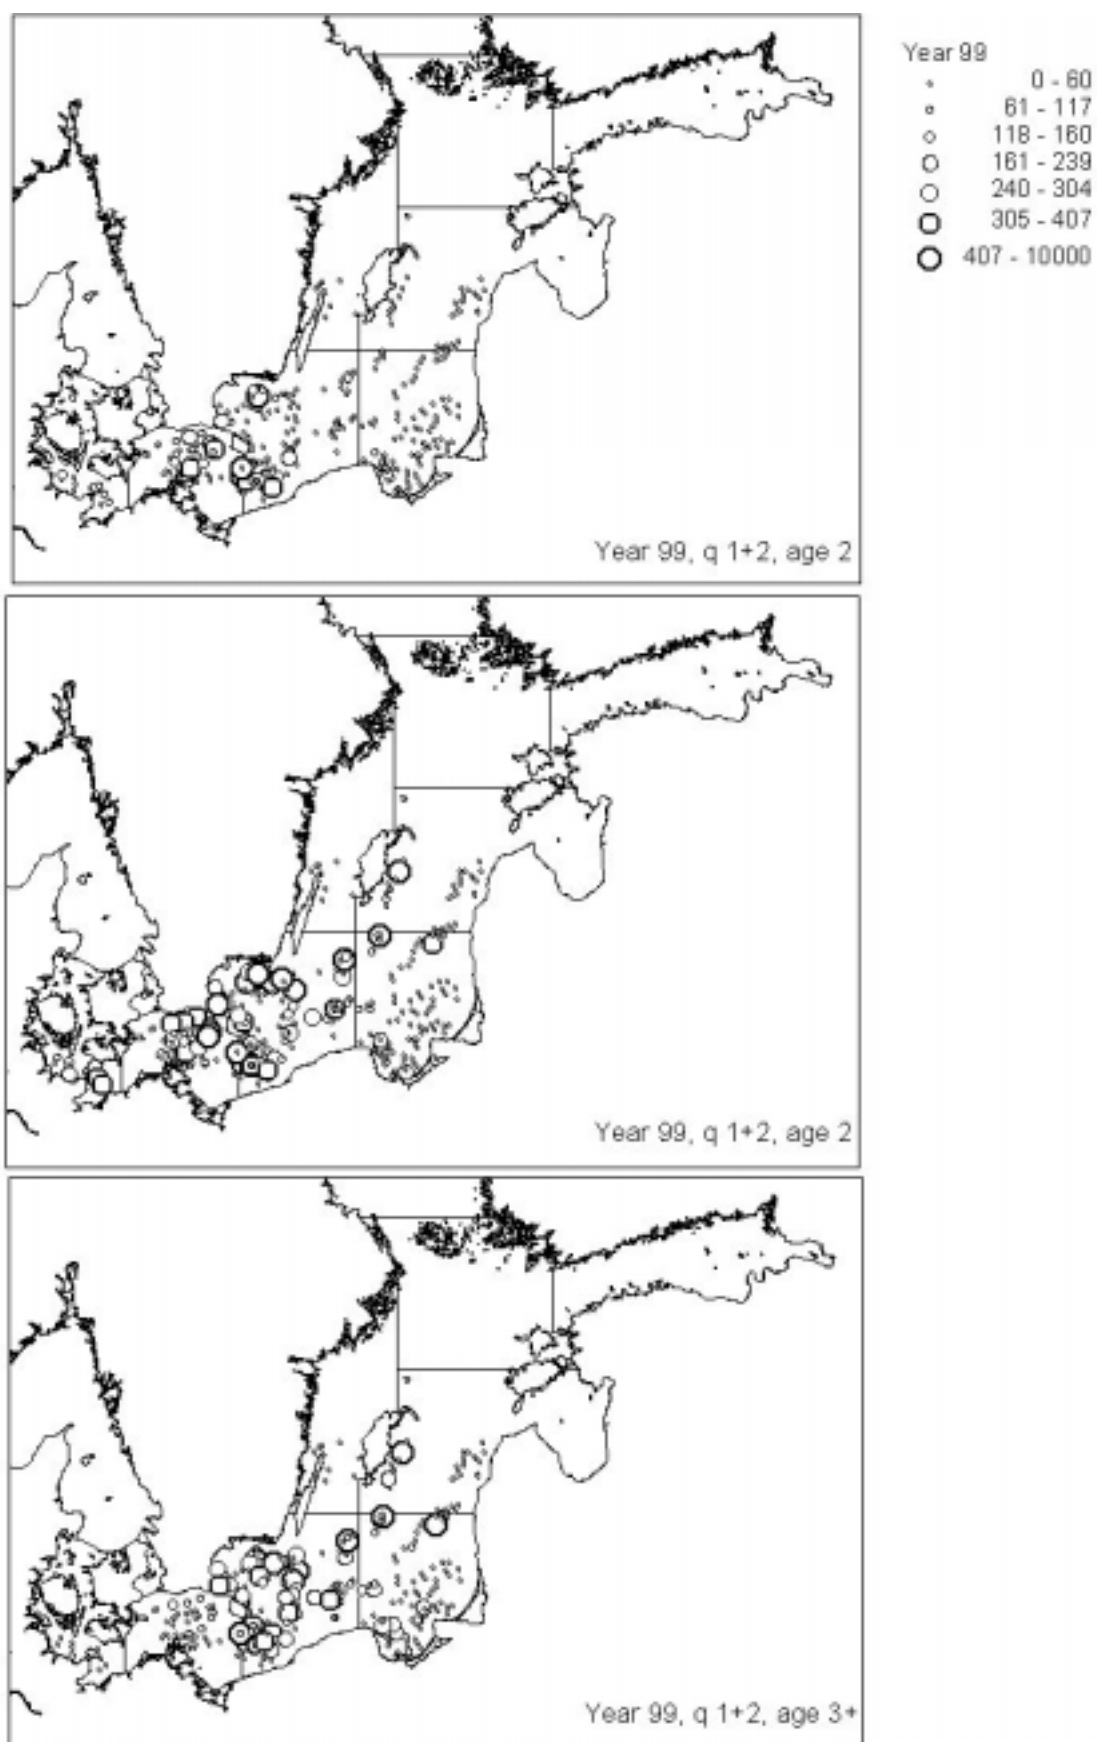 Year 99
0 - 60
61 - 117
118 - 160
161 - 239
240 - 304
305 - 407
407 - 10000
Year 99, q 1+2, age 2
Year 99, q 1+2, age 2
Year 99, q 1+2, age 3+